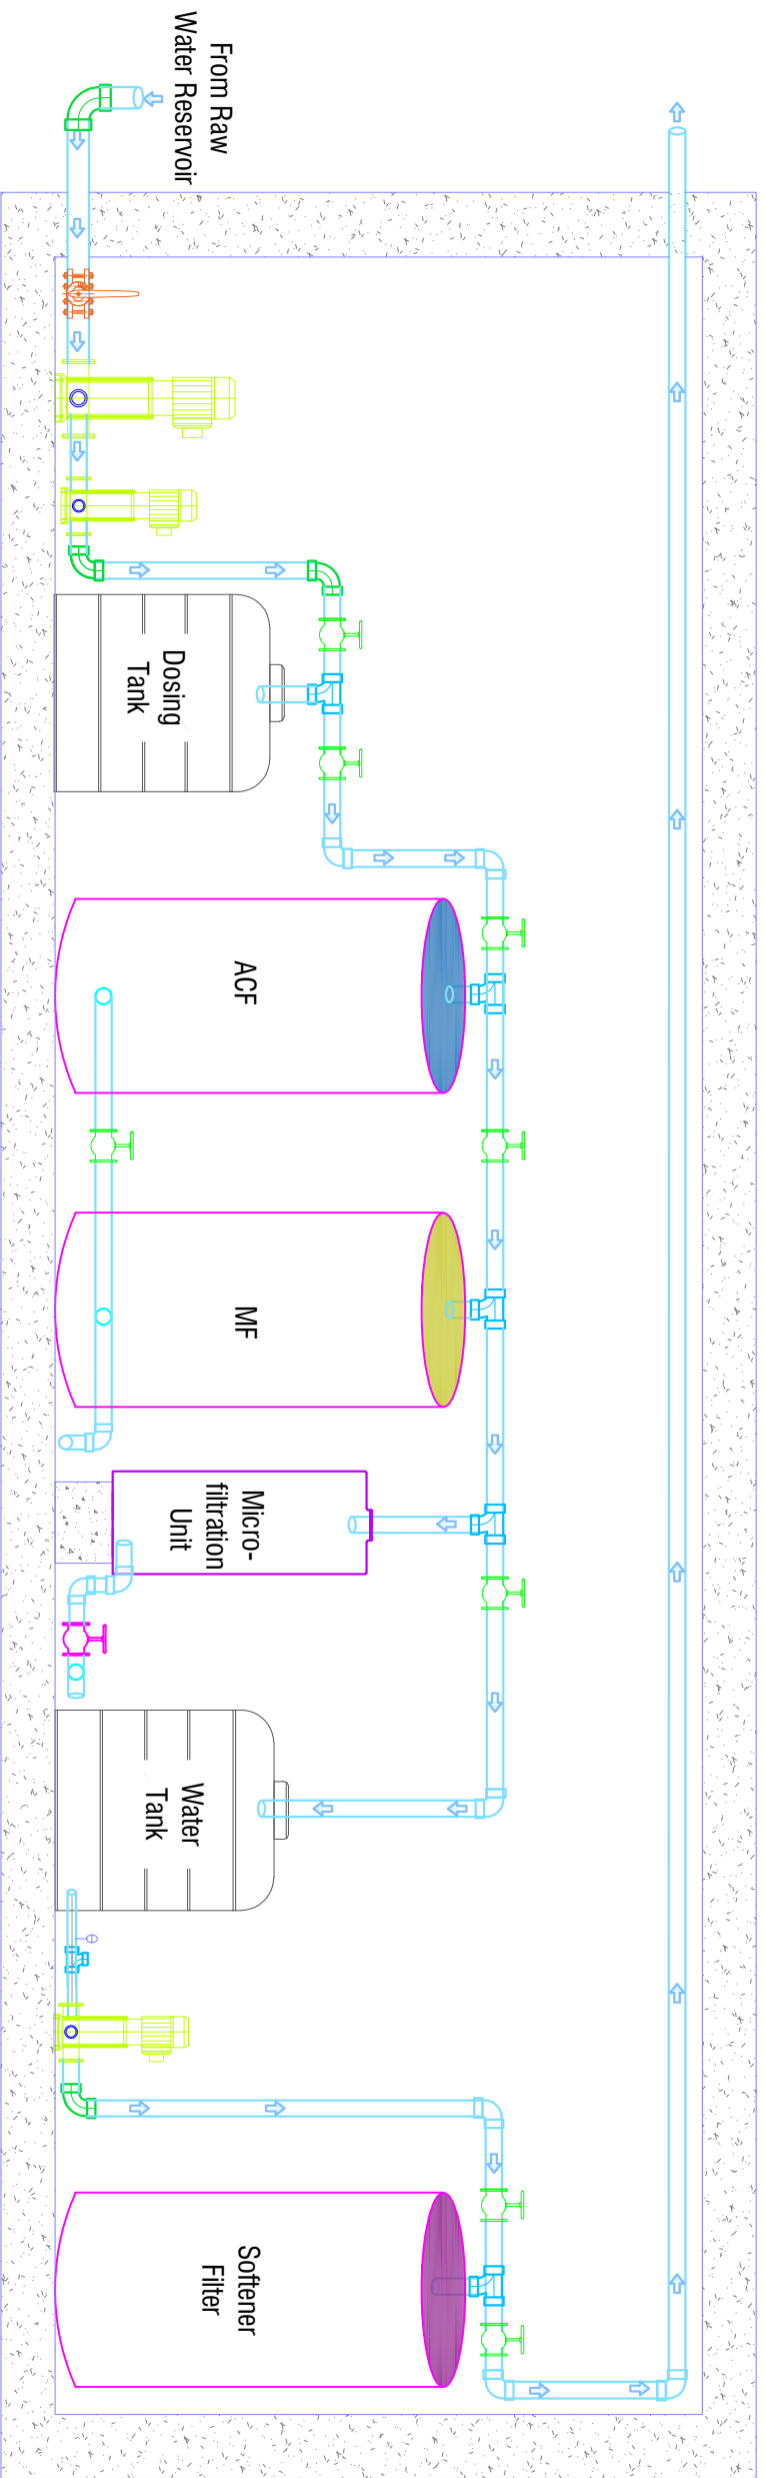 From Raw
Water Reservoir
Dosing
Tank
ACF
MF
Micro-
filtration
Unit
Water
Tank
Softener
Filter